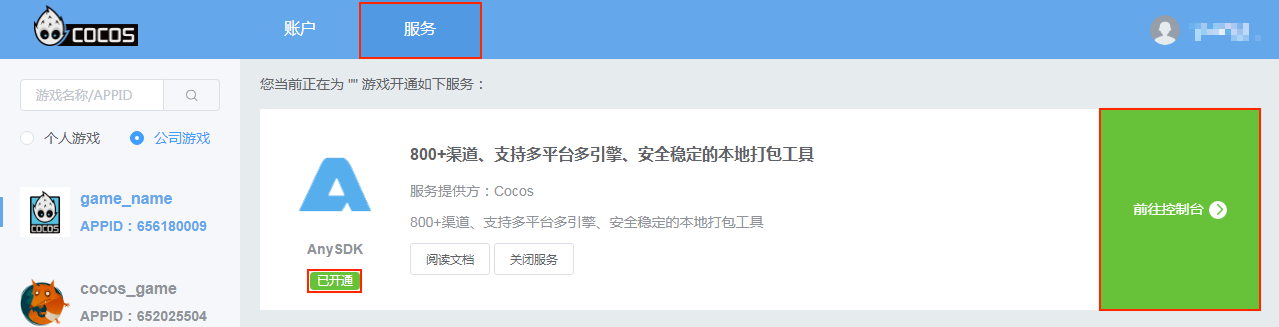 COCOS
账户
服务
游戏名称/APPID
个人游戏
公司游戏
COCOS
game_name
APPID：656180009
cocos_game
APPID：652025504
您当前正在为 "" 游戏开通如下服务：
AnySDK
已开通
800+渠道、支持多平台多引擎、安全稳定的本地打包工具
服务提供方：Cocos
800+渠道、支持多平台多引擎、安全稳定的本地打包工具
阅读文档
关闭服务
前往控制台